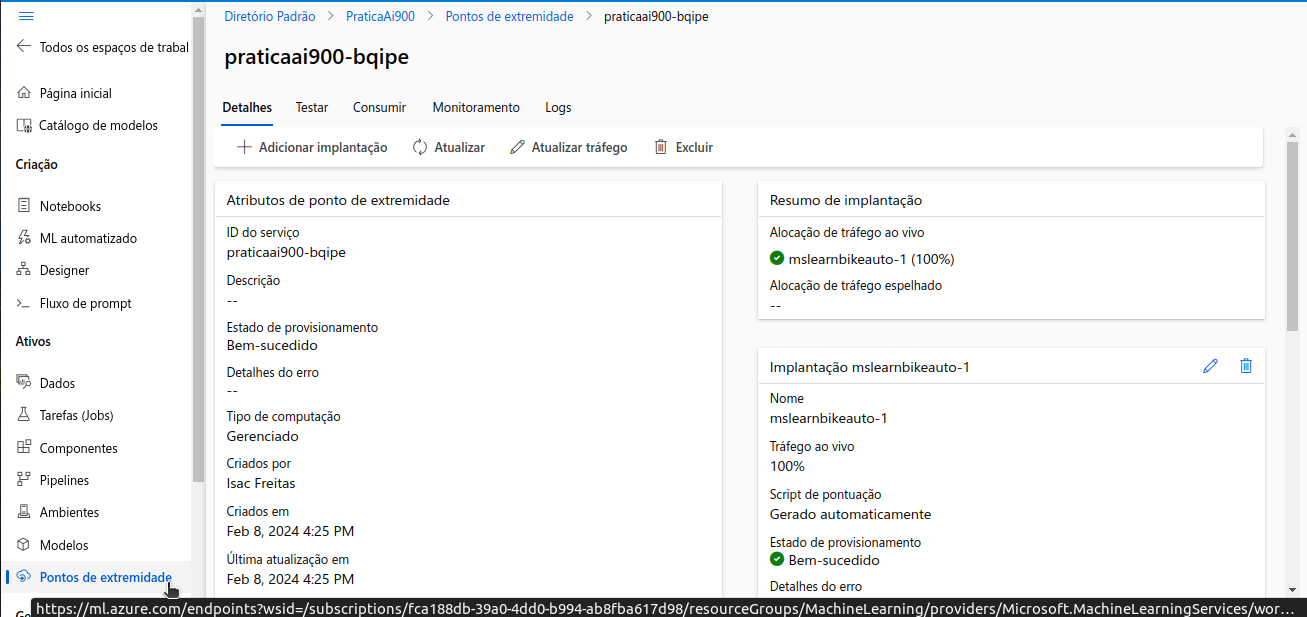 Diretório Padrão > PraticaAi900 > Pontos de extremidade > praticaai900-bqipe
Todos os espaços de trabal
praticaai900-bqipe
Página inicial
Catálogo de modelos
Criação
Notebooks
ML automatizado
Designer
Fluxo de prompt
Ativos
Dados
Tarefas (Jobs)
Componentes
Pipelines
Ambientes
Modelos
Pontos de extremidade
Detalhes Testar Consumir Monitoramento Logs
Adicionar implantação Atualizar Atualizar tráfego Excluir
Atributos de ponto de extremidade
ID do serviço
praticaai900-bqipe
Descrição
--
Estado de provisionamento
Bem-sucedido
Detalhes do erro
--
Tipo de computação
Gerenciado
Criados por
Isac Freitas
Criados em
Feb 8, 2024 4:25 PM
Última atualização em
Feb 8, 2024 4:25 PM
Resumo de implantação
Alocação de tráfego ao vivo
mslearnbikeauto-1 (100%)
Alocação de tráfego espelhado
--
Implantação mslearnbikeauto-1
Nome
mslearnbikeauto-1
Tráfego ao vivo
100%
Script de pontuação
Gerado automaticamente
Estado de provisionamento
Bem-sucedido
Detalhes do erro
https://ml.azure.com/endpoints?wsid=/subscriptions/fca188db-39a0-4dd0-b994-ab8fba617d98/resourceGroups/MachineLearning/providers/Microsoft.MachineLearningServices/wor...